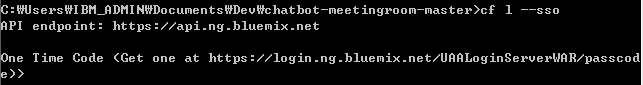 C:₩Users₩IBM_ADMIN₩Documents₩Dev₩chatbot-meetingroom-master>cf l --sso
API endpoint: https://api.ng.bluemix.net
One Time Code (Get one at https://login.ng.bluemix.net/UAALoginServerWAR/passcod
e)>